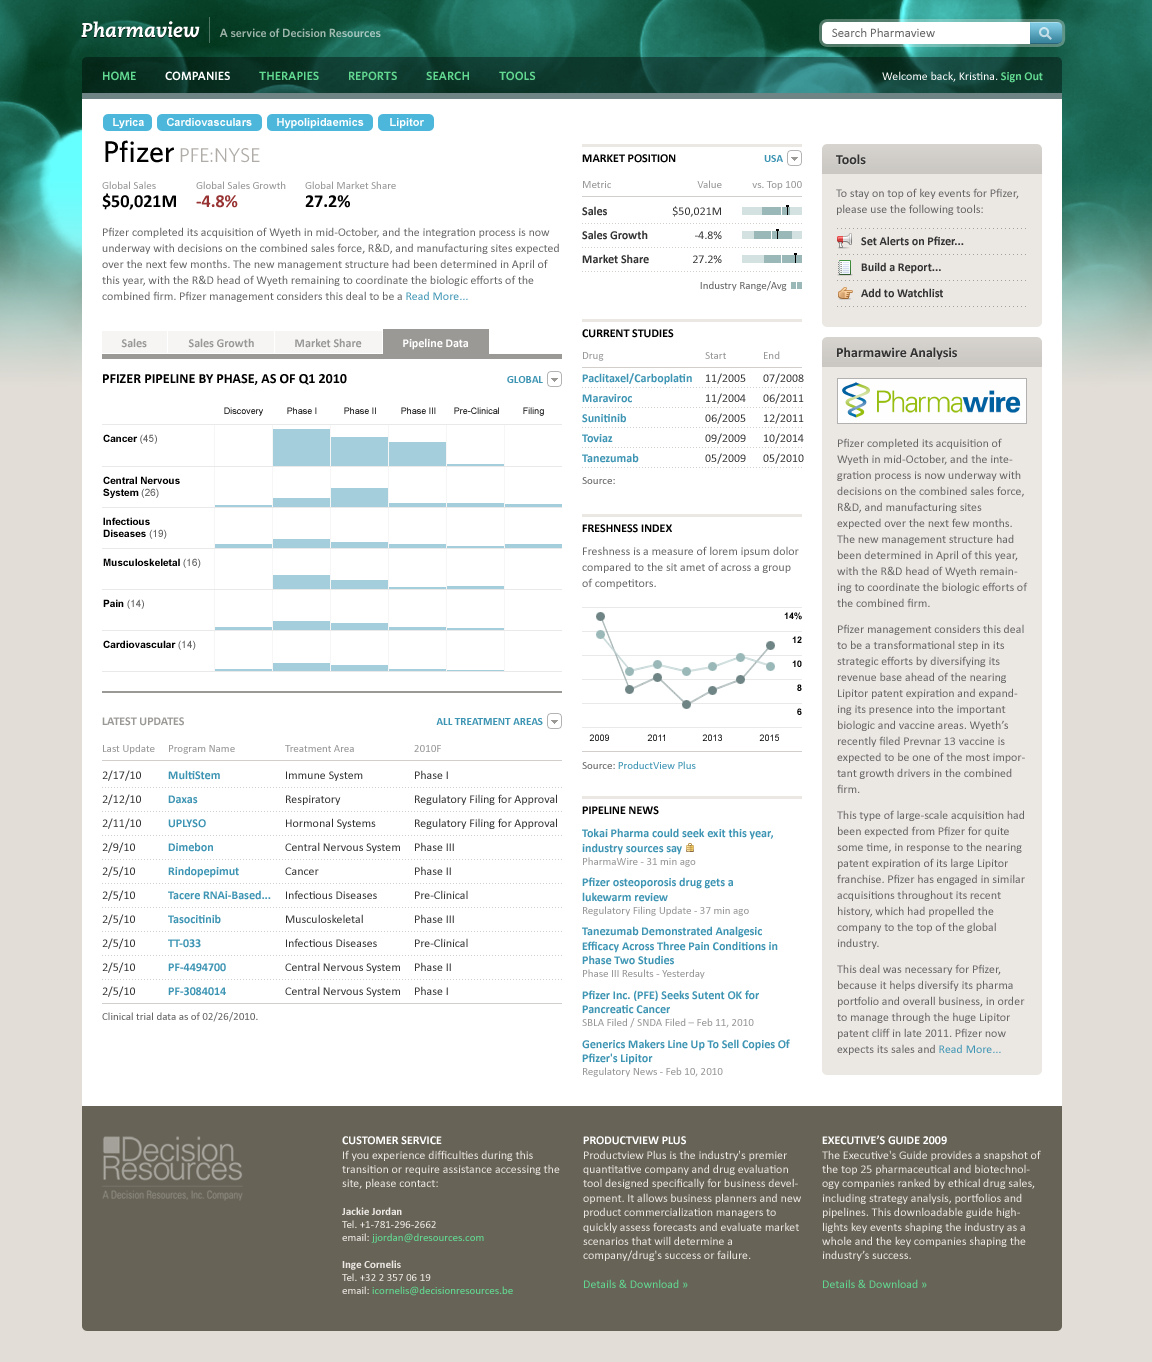 Pharmaview
A service of Decision Resources
Search Pharmaview
HOME COMPANIES THERAPIES REPORTS SEARCH TOOLS
Welcome back, Kristina. Sign Out
Lyrica Cardiovasculars Hypolipidaemics Lipitor
Pfizer PFE:NYSE
Global Sales Global Sales Growth Global Market Share
$50,021M -4.8% 27.2%
Pfizer completed its acquisition of Wyeth in mid-October, and the integration process is now
underway with decisions on the combined sales force, R&D, and manufacturing sites expected
over the next few months. The new management structure had been determined in April of
this year, with the R&D head of Wyeth remaining to coordinate the biologic efforts of the
combined firm. Pfizer management considers this deal to be a Read More...
Sales Sales Growth Market Share Pipeline Data
PFIZER PIPELINE BY PHASE, AS OF Q1 2010
GLOBAL
Discovery Phase I Phase II Phase III Pre-Clinical Filing
Cancer (45)
Central Nervous
System (26)
Infectious
Diseases (19)
Musculoskeletal (16)
Pain (14)
Cardiovascular (14)
LATEST UPDATES
ALL TREATMENT AREAS
Last Update Program Name Treatment Area 2010F
2/17/10 MultiStem Immune System Phase I
2/12/10 Daxas Respiratory Regulatory Filing for Approval
2/11/10 UPLYSO Hormonal Systems Regulatory Filing for Approval
2/9/10 Dimebon Central Nervous System Phase III
2/5/10 Rindopepimut Cancer Phase II
2/5/10 Tacere RNAi-Based... Infectious Diseases Pre-Clinical
2/5/10 Tasocitinib Musculoskeletal Phase III
2/5/10 TT-033 Infectious Diseases Pre-Clinical
2/5/10 PF-4494700 Central Nervous System Phase II
2/5/10 PF-3084014 Central Nervous System Phase I
Clinical trial data as of 02/26/2010.
MARKET POSITION
USA
Metric Value vs. Top 100
Sales $50,021M
Sales Growth -4.8%
Market Share 27.2%
Industry Range/Avg
CURRENT STUDIES
Drug Start End
Paclitaxel/Carboplatin 11/2005 07/2008
Maraviroc 11/2004 06/2011
Sunitinib 06/2005 12/2011
Toviaz 09/2009 10/2014
Tanezumab 05/2009 05/2010
Source:
FRESHNESS INDEX
Freshness is a measure of lorem ipsum dolor
compared to the sit amet of across a group
of competitors.
14%
12
10
8
6
2009 2011 2013 2015
Source: ProductView Plus
PIPELINE NEWS
Tokai Pharma could seek exit this year,
industry sources say
PharmaWire - 31 min ago
Pfizer osteoporosis drug gets a
lukewarm review
Regulatory Filing Update - 37 min ago
Tanezumab Demonstrated Analgesic
Efficacy Across Three Pain Conditions in
Phase Two Studies
Phase III Results - Yesterday
Pfizer Inc. (PFE) Seeks Sutent OK for
Pancreatic Cancer
SBLA Filed / SNDA Filed – Feb 11, 2010
Generics Makers Line Up To Sell Copies Of
Pfizer's Lipitor
Regulatory News - Feb 10, 2010
Tools
To stay on top of key events for Pfizer,
please use the following tools:
Set Alerts on Pfizer...
Build a Report...
Add to Watchlist
Pharmawire Analysis
Pharmawire
Pfizer completed its acquisition of
Wyeth in mid-October, and the inte-
gration process is now underway with
decisions on the combined sales force,
R&D, and manufacturing sites
expected over the next few months.
The new management structure had
been determined in April of this year,
with the R&D head of Wyeth remain-
ing to coordinate the biologic efforts of
the combined firm.
Pfizer management considers this deal
to be a transformational step in its
strategic efforts by diversifying its
revenue base ahead of the nearing
Lipitor patent expiration and expand-
ing its presence into the important
biologic and vaccine areas. Wyeth's
recently filed Prevnar 13 vaccine is
expected to be one of the most impor-
tant growth drivers in the combined
firm.
This type of large-scale acquisition had
been expected from Pfizer for quite
some time, in response to the nearing
patent expiration of its large Lipitor
franchise. Pfizer has engaged in similar
acquisitions throughout its recent
history, which had propelled the
company to the top of the global
industry.
This deal was necessary for Pfizer,
because it helps diversify its pharma
portfolio and overall business, in order
to manage through the huge Lipitor
patent cliff in late 2011. Pfizer now
expects its sales and Read More...
Decision
Resources
A Decision Resources, Inc. Company
CUSTOMER SERVICE
If you experience difficulties during this
transition or require assistance accessing the
site, please contact:
Jackie Jordan
Tel. +1-781-296-2662
email: jjordan@dresources.com
Inge Cornelis
Tel. +32 2 357 06 19
email: icornelis@decisionresources.be
PRODUCTVIEW PLUS
Productview Plus is the industry's premier
quantitative company and drug evaluation
tool designed specifically for business devel-
opment. It allows business planners and new
product commercialization managers to
quickly assess forecasts and evaluate market
scenarios that will determine a
company/drug's success or failure.
Details & Download »
EXECUTIVE'S GUIDE 2009
The Executive's Guide provides a snapshot of
the top 25 pharmaceutical and biotechnol-
ogy companies ranked by ethical drug sales,
including strategy analysis, portfolios and
pipelines. This downloadable guide high-
lights key events shaping the industry as a
whole and the key companies shaping the
industry's success.
Details & Download »